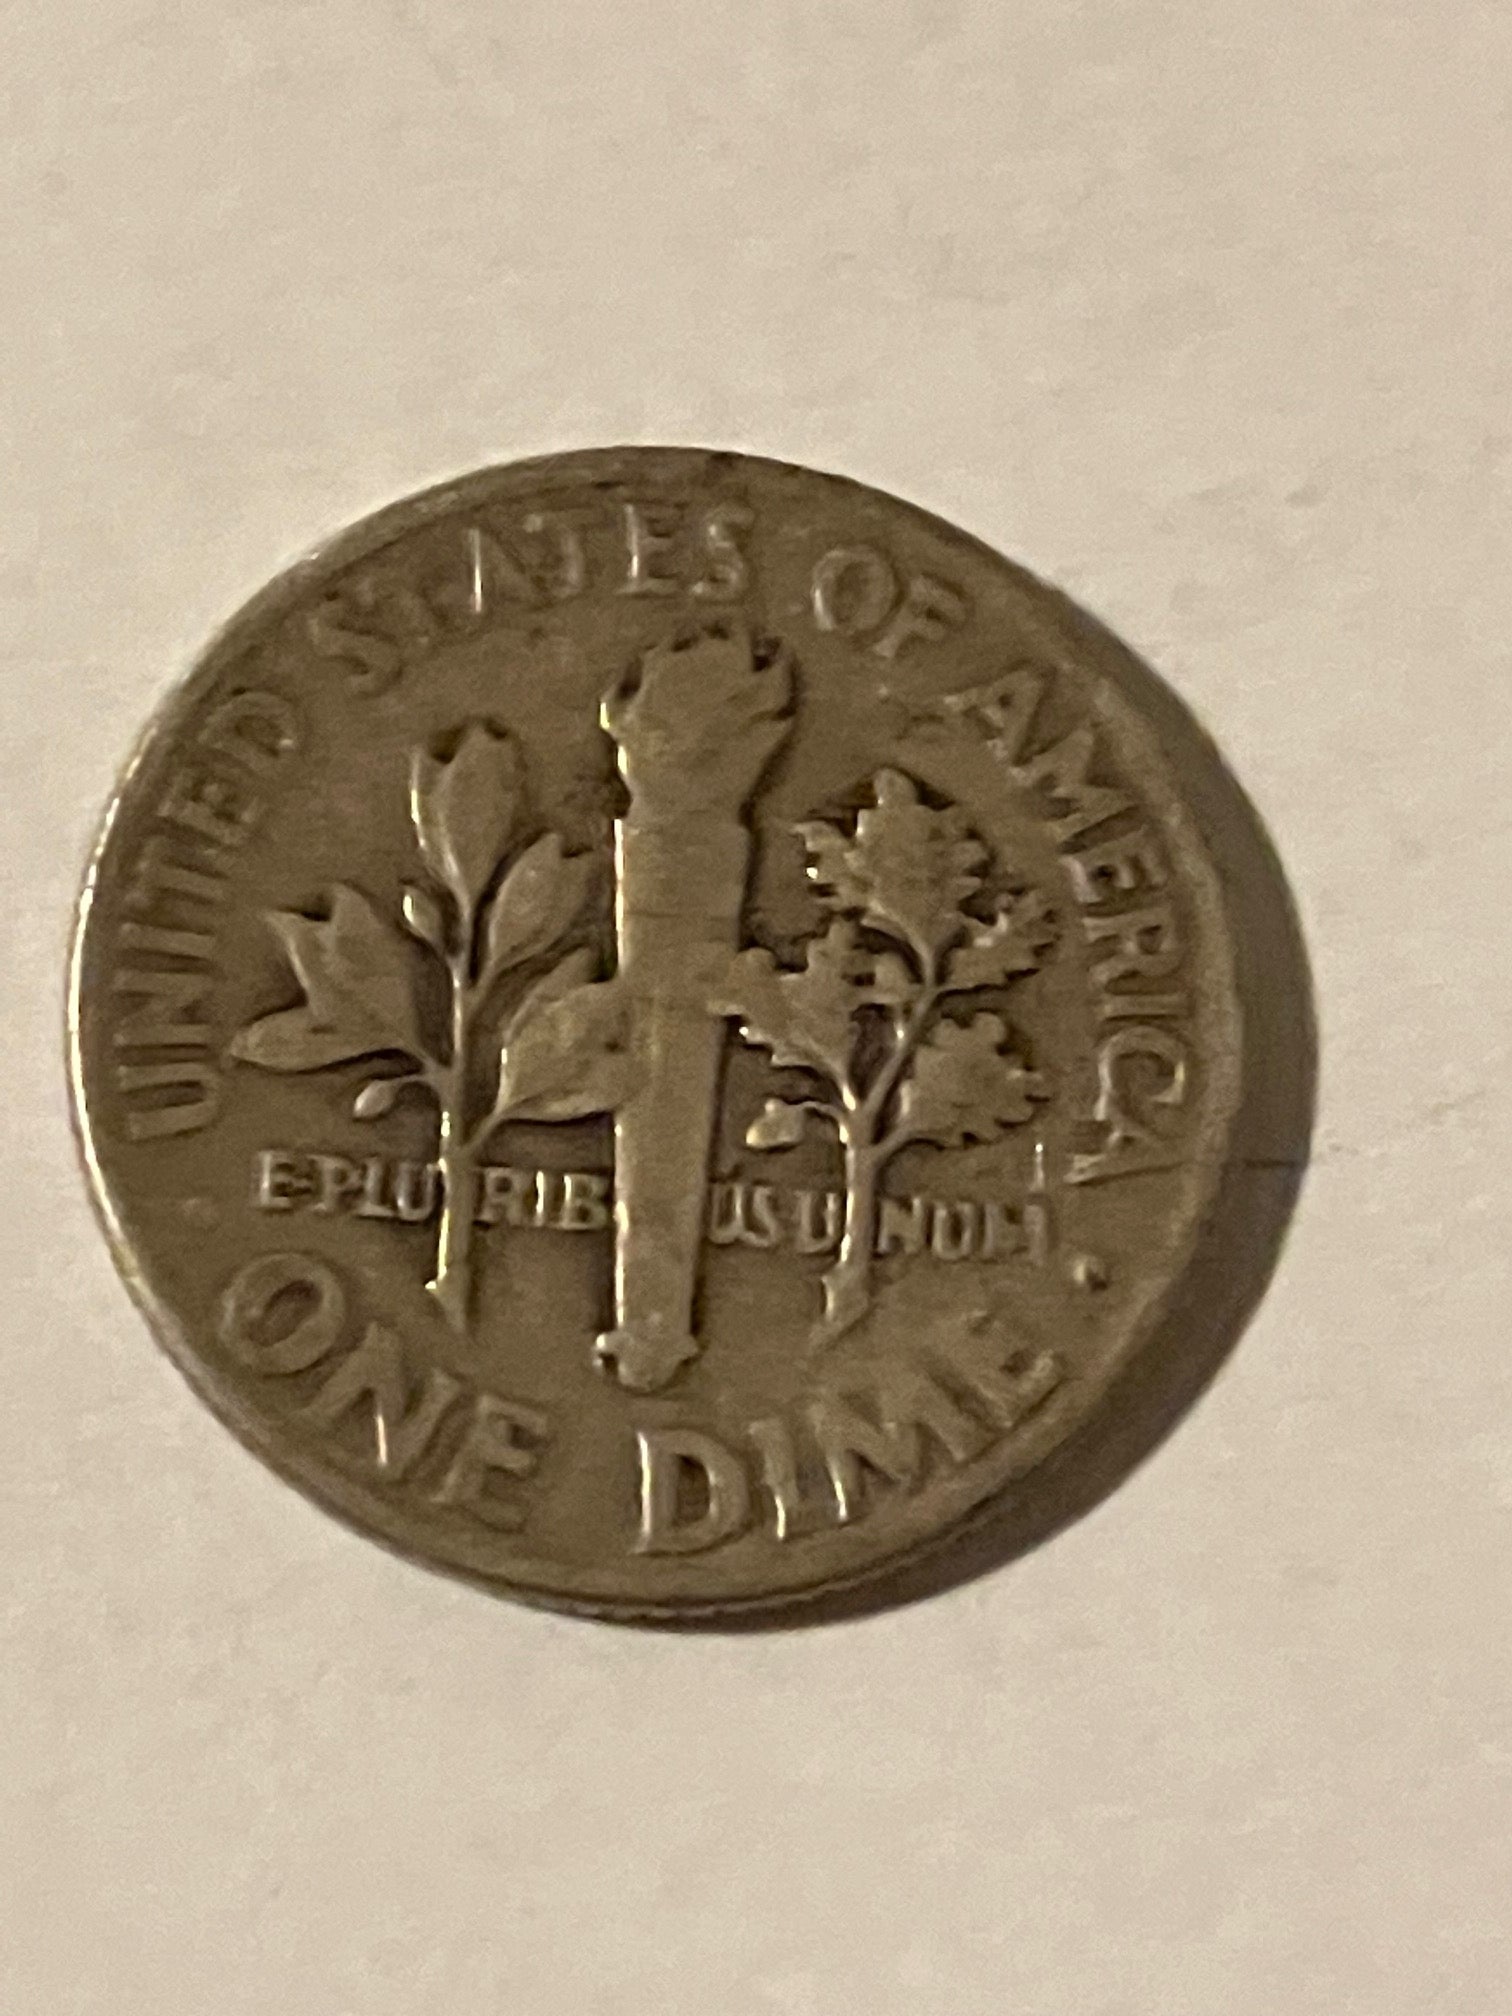 UNITED STATES OF AMERICA
E·PLURIBUS UNUM
ONE DIME